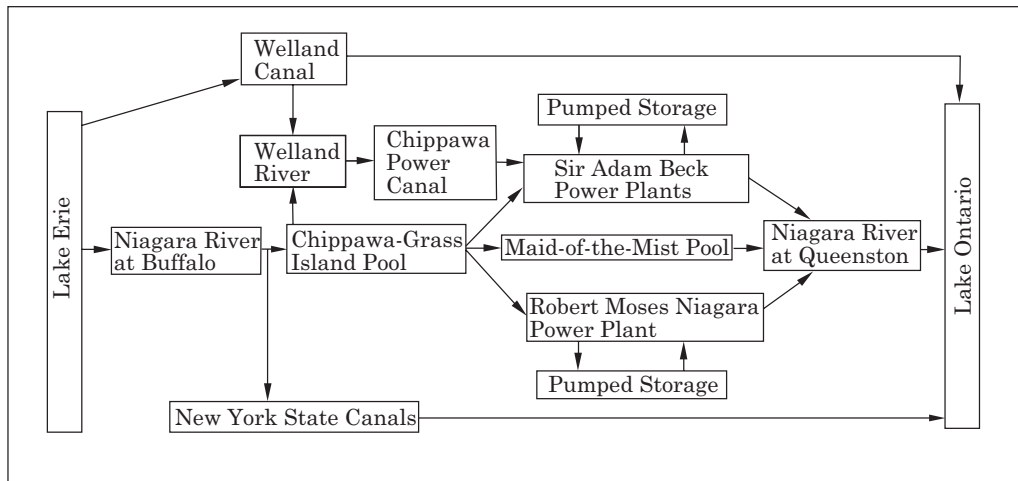 Welland
Canal
Pumped Storage
Welland
River
Chippawa
Power
Canal
Sir Adam Beck
Power Plants
Lake Erie
Niagara River
at Buffalo
Chippawa-Grass
Island Pool
Maid-of-the-Mist Pool
Niagara River
at Queenston
Lake Ontario
Robert Moses Niagara
Power Plant
Pumped Storage
New York State Canals